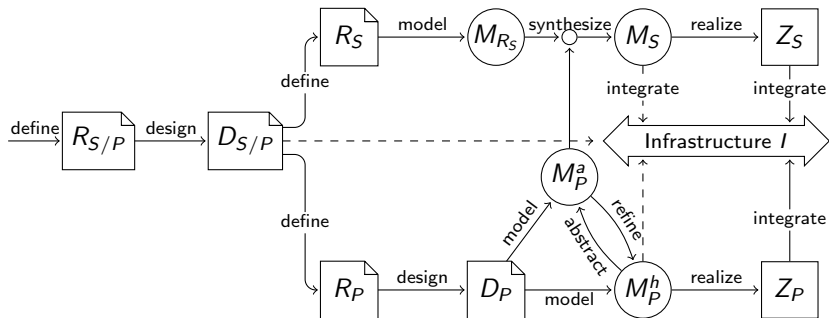 R_S
model
M_{R_S}
synthesize
M_S
realize
Z_S
define
integrate
integrate
define
R_{S/P}
design
D_{S/P}
Infrastructure I
M_P^a
define
model
abstract
refine
integrate
R_P
design
D_P
model
M_P^h
realize
Z_P